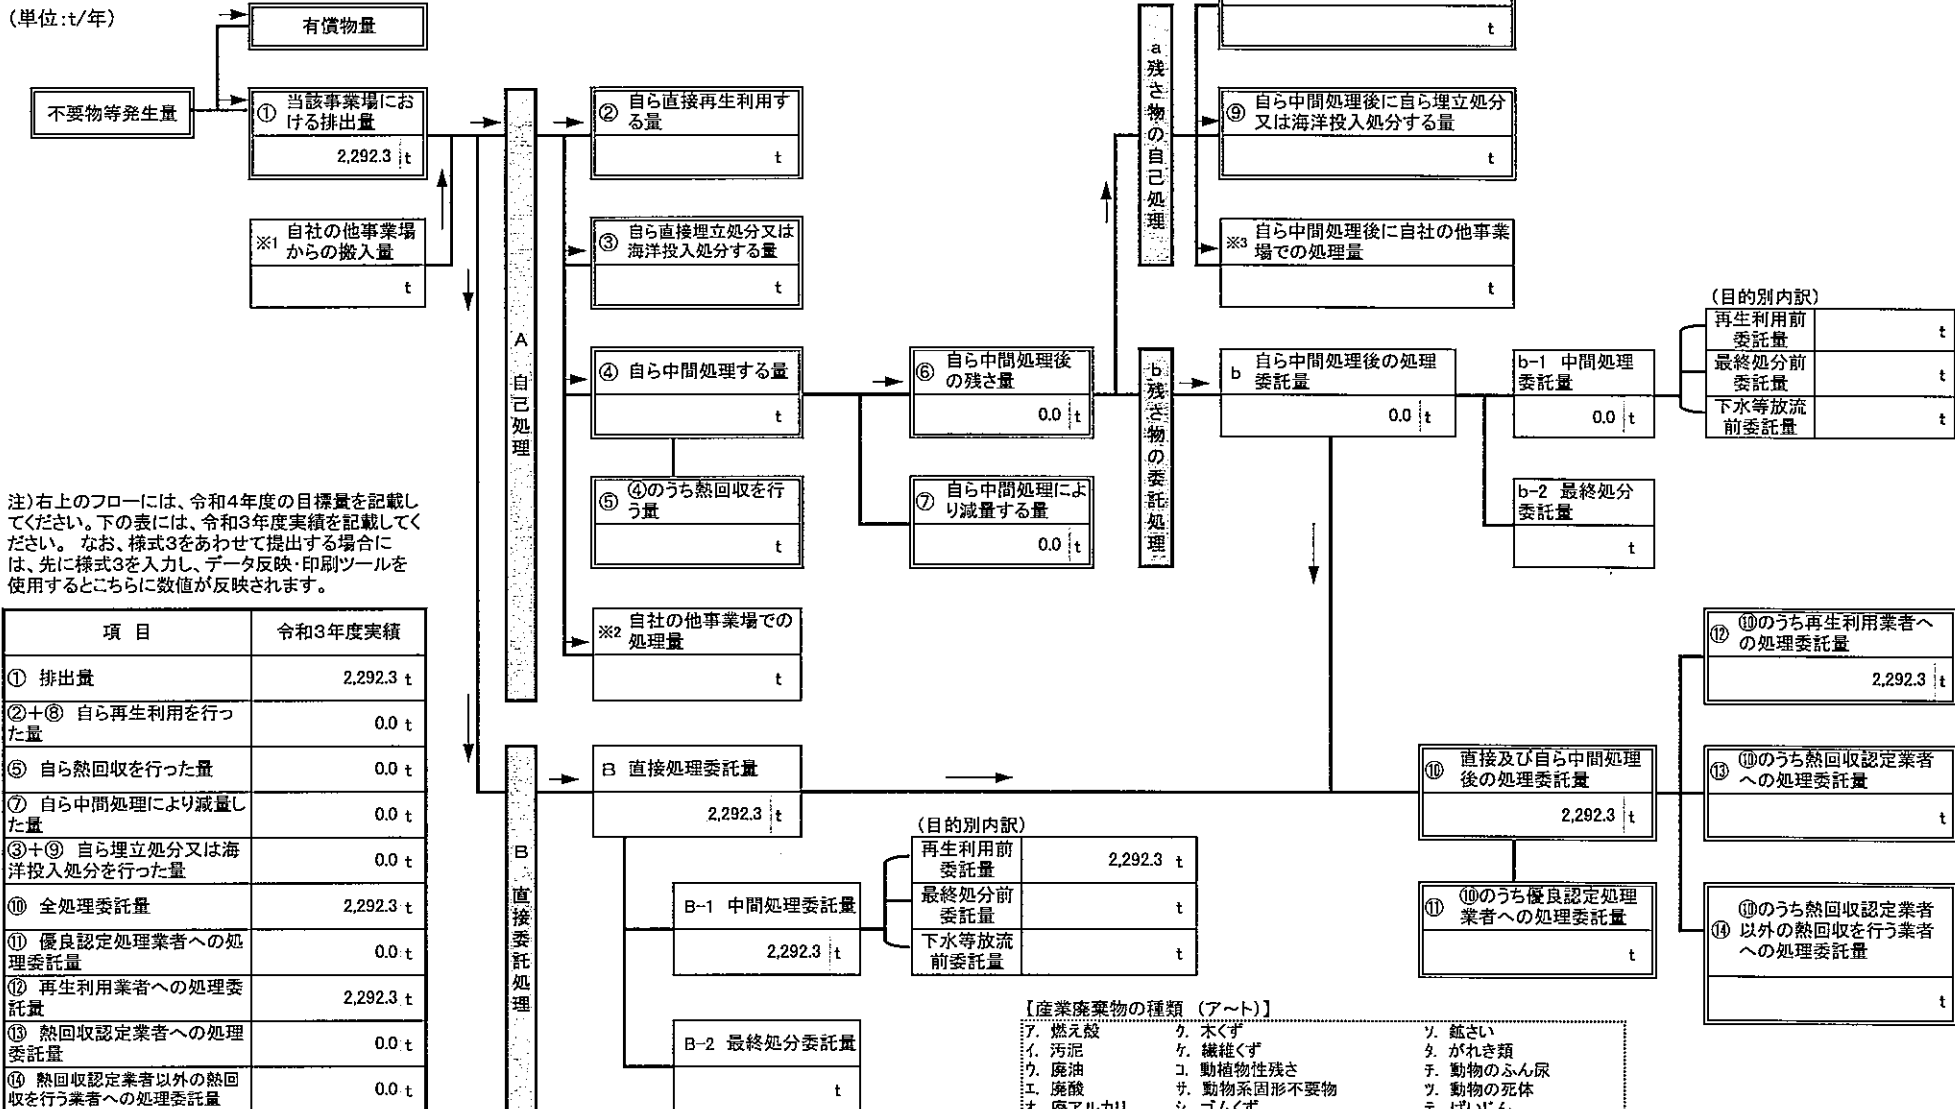 (単位:t/年)
有償物量
不要物等発生量
① 当該事業場にお
ける排出量
2,292.3 t
※1 自社の他事業場
からの搬入量
t
A 自己処理
② 自ら直接再生利用す
る量
t
③ 自ら直接埋立処分又は
海洋投入処分する量
t
④ 自ら中間処理する量
t
⑤ ④のうち熱回収を行
う量
t
※2 自社の他事業場での
処理量
t
⑥ 自ら中間処理後
の残さ量
0.0 t
⑦ 自ら中間処理によ
り減量する量
0.0 t
a 残さ物の自己処理
t
⑨ 自ら中間処理後に自ら埋立処分
又は海洋投入処分する量
t
※3 自ら中間処理後に自社の他事業
場での処理量
t
b 残さ物の委託処理
b 自ら中間処理後の処理
委託量
0.0 t
b-1 中間処理
委託量
0.0 t
(目的別内訳)
再生利用前
委託量
t
最終処分前
委託量
t
下水等放流
前委託量
t
b-2 最終処分
委託量
t
注)右上のフローには、令和4年度の目標量を記載し
てください。下の表には、令和3年度実績を記載してく
ださい。 なお、様式3をあわせて提出する場合に
は、先に様式3を入力し、データ反映・印刷ツールを
使用するとこちらに数値が反映されます。
項 目 令和3年度実績
① 排出量 2,292.3 t
②+⑧ 自ら再生利用を行っ
た量 0.0 t
⑤ 自ら熱回収を行った量 0.0 t
⑦ 自ら中間処理により減量し
た量 0.0 t
③+⑨ 自ら埋立処分又は海
洋投入処分を行った量 0.0 t
⑩ 全処理委託量 2,292.3 t
⑪ 優良認定処理業者への処
理委託量 0.0 t
⑫ 再生利用業者への処理委
託量 2,292.3 t
⑬ 熱回収認定業者への処理
委託量 0.0 t
⑭ 熱回収認定業者以外の熱回
収を行う業者への処理委託量 0.0 t
B 直接委託処理
B 直接処理委託量
2,292.3 t
B-1 中間処理委託量
2,292.3 t
(目的別内訳)
再生利用前
委託量
2,292.3 t
最終処分前
委託量
t
下水等放流
前委託量
t
B-2 最終処分委託量
t
⑩ 直接及び自ら中間処理
後の処理委託量
2,292.3 t
⑪ ⑩のうち優良認定処理
業者への処理委託量
t
⑫ ⑩のうち再生利用業者へ
の処理委託量
2,292.3 t
⑬ ⑩のうち熱回収認定業者
への処理委託量
t
⑭ ⑩のうち熱回収認定業者
以外の熱回収を行う業者
への処理委託量
t
【産業廃棄物の種類 (ア~ト)】
ア. 燃え殻 ク. 木くず ソ. 鉱さい
イ. 汚泥 ケ. 繊維くず タ. がれき類
ウ. 廃油 コ. 動植物性残さ チ. 動物のふん尿
エ. 廃酸 サ. 動物系固形不要物 ツ. 動物の死体
オ. 廃アルカリ シ. ゴムくず テ. ばいじん